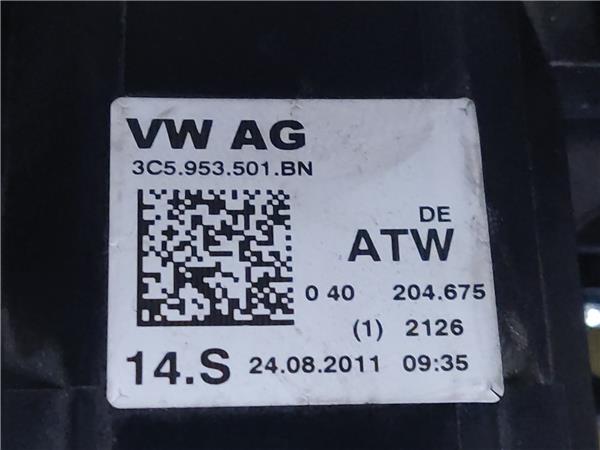 VW AG
3C5.953.501.BN
DE
ATW
0 40 204.675
(1) 2126
14.S 24.08.2011 09:35